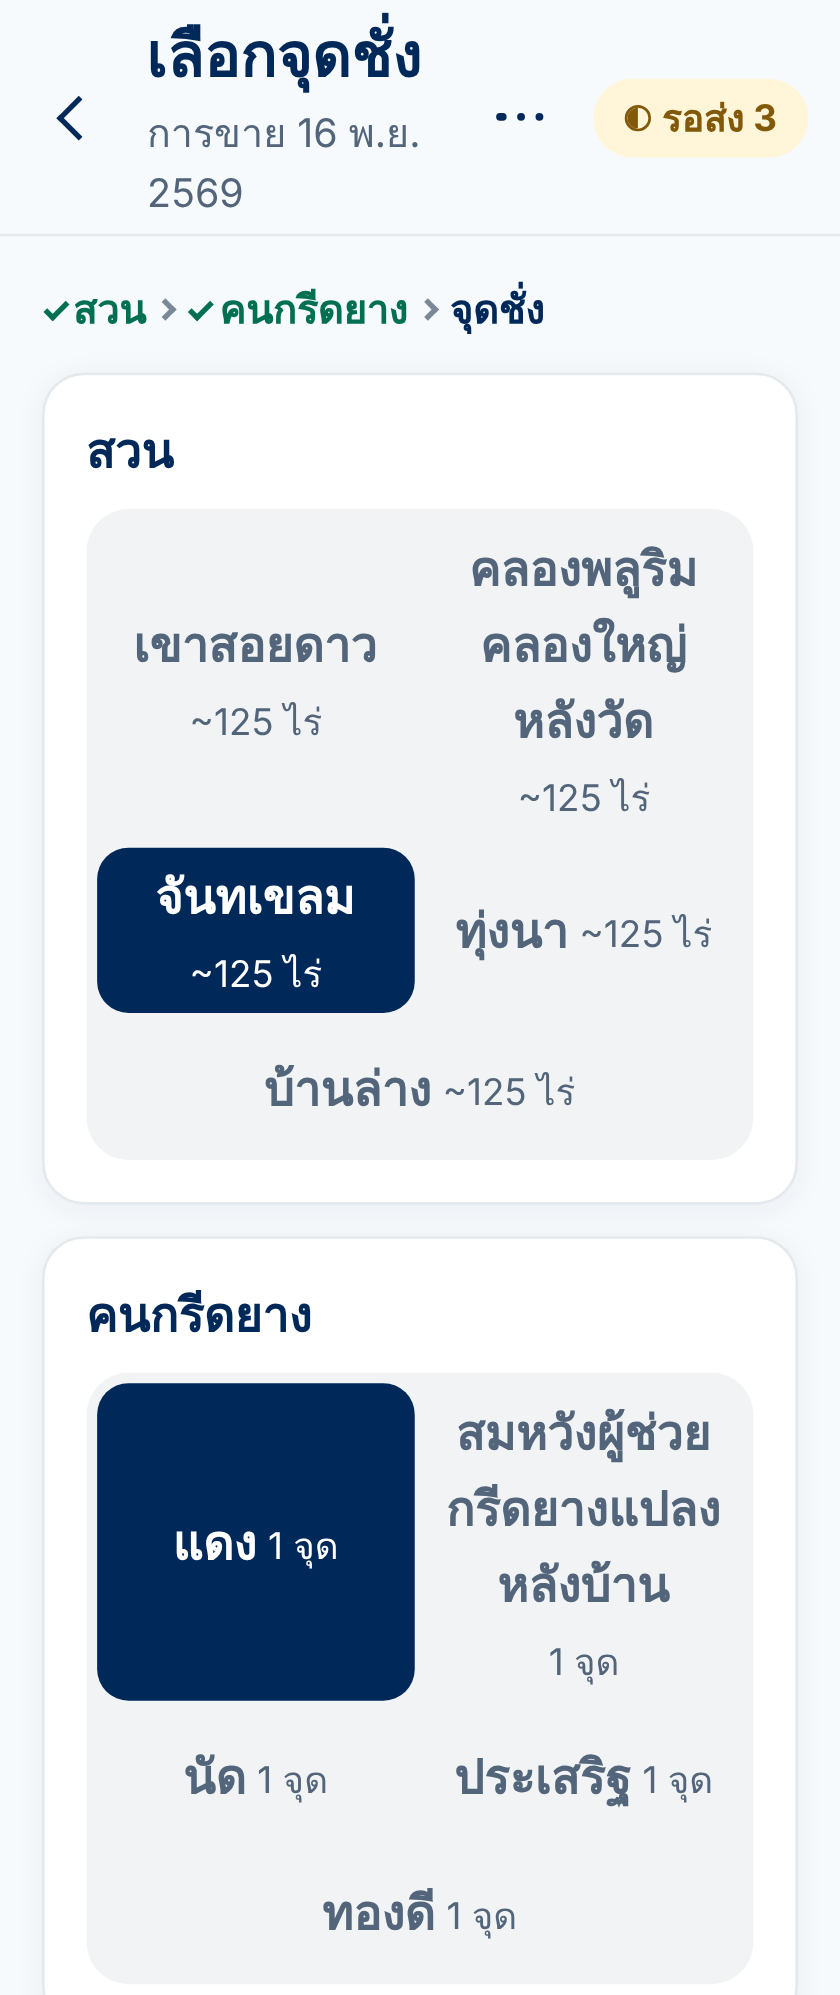 เลือกจุดชั่ง
การขาย 16 พ.ย.
2569
รอส่ง 3
สวน
คนกรีดยาง
จุดชั่ง
สวน
เขาสอยดาว
~125 ไร่
คลองพลูริม
คลองใหญ่
หลังวัด
~125 ไร่
จันทเขลม
~125 ไร่
ทุ่งนา ~125 ไร่
บ้านล่าง ~125 ไร่
คนกรีดยาง
แดง 1 จุด
สมหวังผู้ช่วย
กรีดยางแปลง
หลังบ้าน
1 จุด
นัด 1 จุด
ประเสริฐ 1 จุด
ทองดี 1 จุด